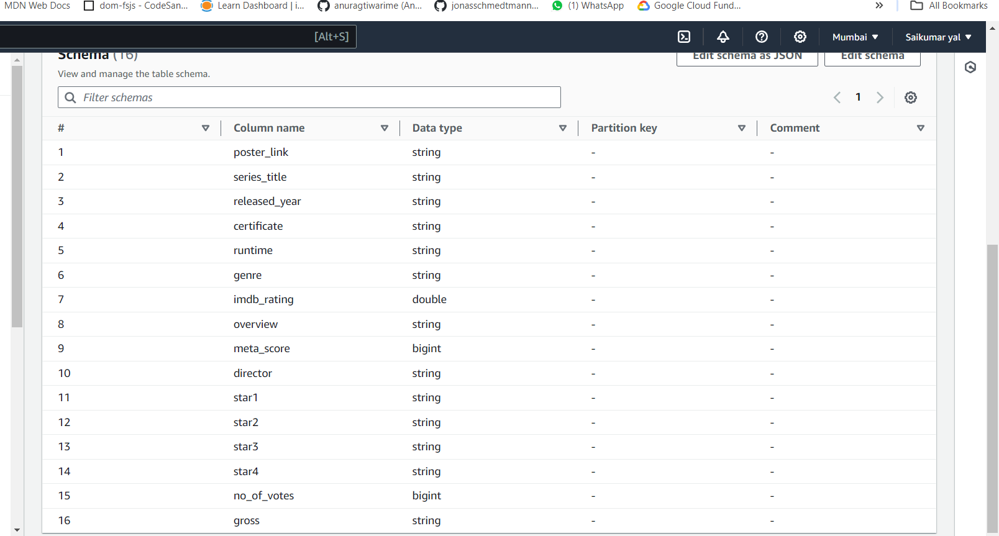 MDN Web Docs dom-fsjs - CodeSan... Learn Dashboard | i... anuragtiwarime (An... jonasschmedtmann... (1) WhatsApp Google Cloud Fund... » All Bookmarks
[Alt+S] Mumbai ▼ Saikumar yal ▼
Schema (16) Edit schema as JSON Edit schema
View and manage the table schema.
Filter schemas 1
# Column name Data type Partition key Comment
1 poster_link string - -
2 series_title string - -
3 released_year string - -
4 certificate string - -
5 runtime string - -
6 genre string - -
7 imdb_rating double - -
8 overview string - -
9 meta_score bigint - -
10 director string - -
11 star1 string - -
12 star2 string - -
13 star3 string - -
14 star4 string - -
15 no_of_votes bigint - -
16 gross string - -